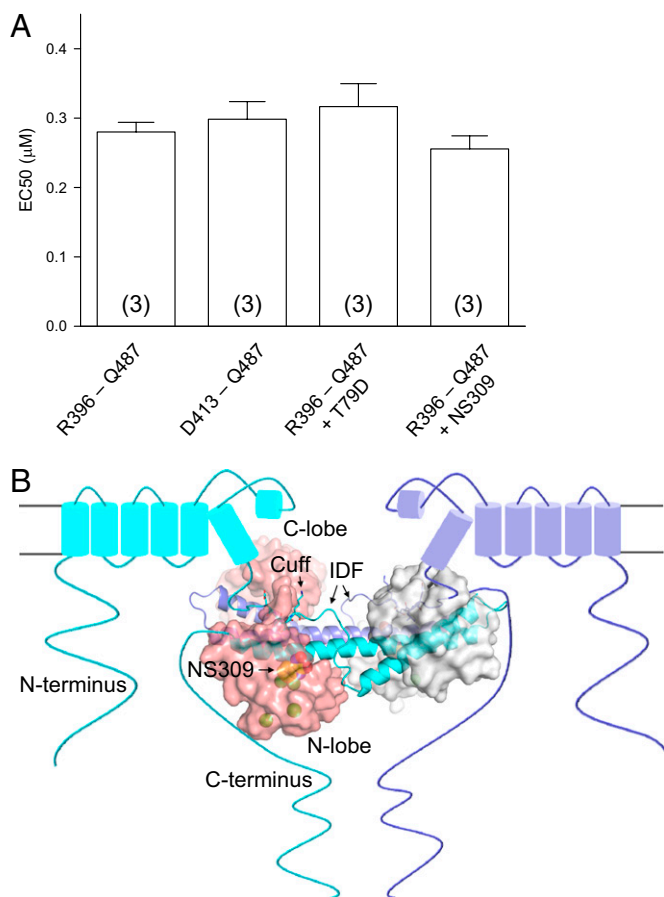 A
0.4
0.3
0.2
0.1
0.0
EC50 (μM)
(3)
(3)
(3)
(3)
R396 – Q487
D413 – Q487
R396 – Q487
+ T79D
R396 – Q487
+ NS309
B
C-lobe
Cuff
IDF
N-terminus
NS309
N-lobe
C-terminus